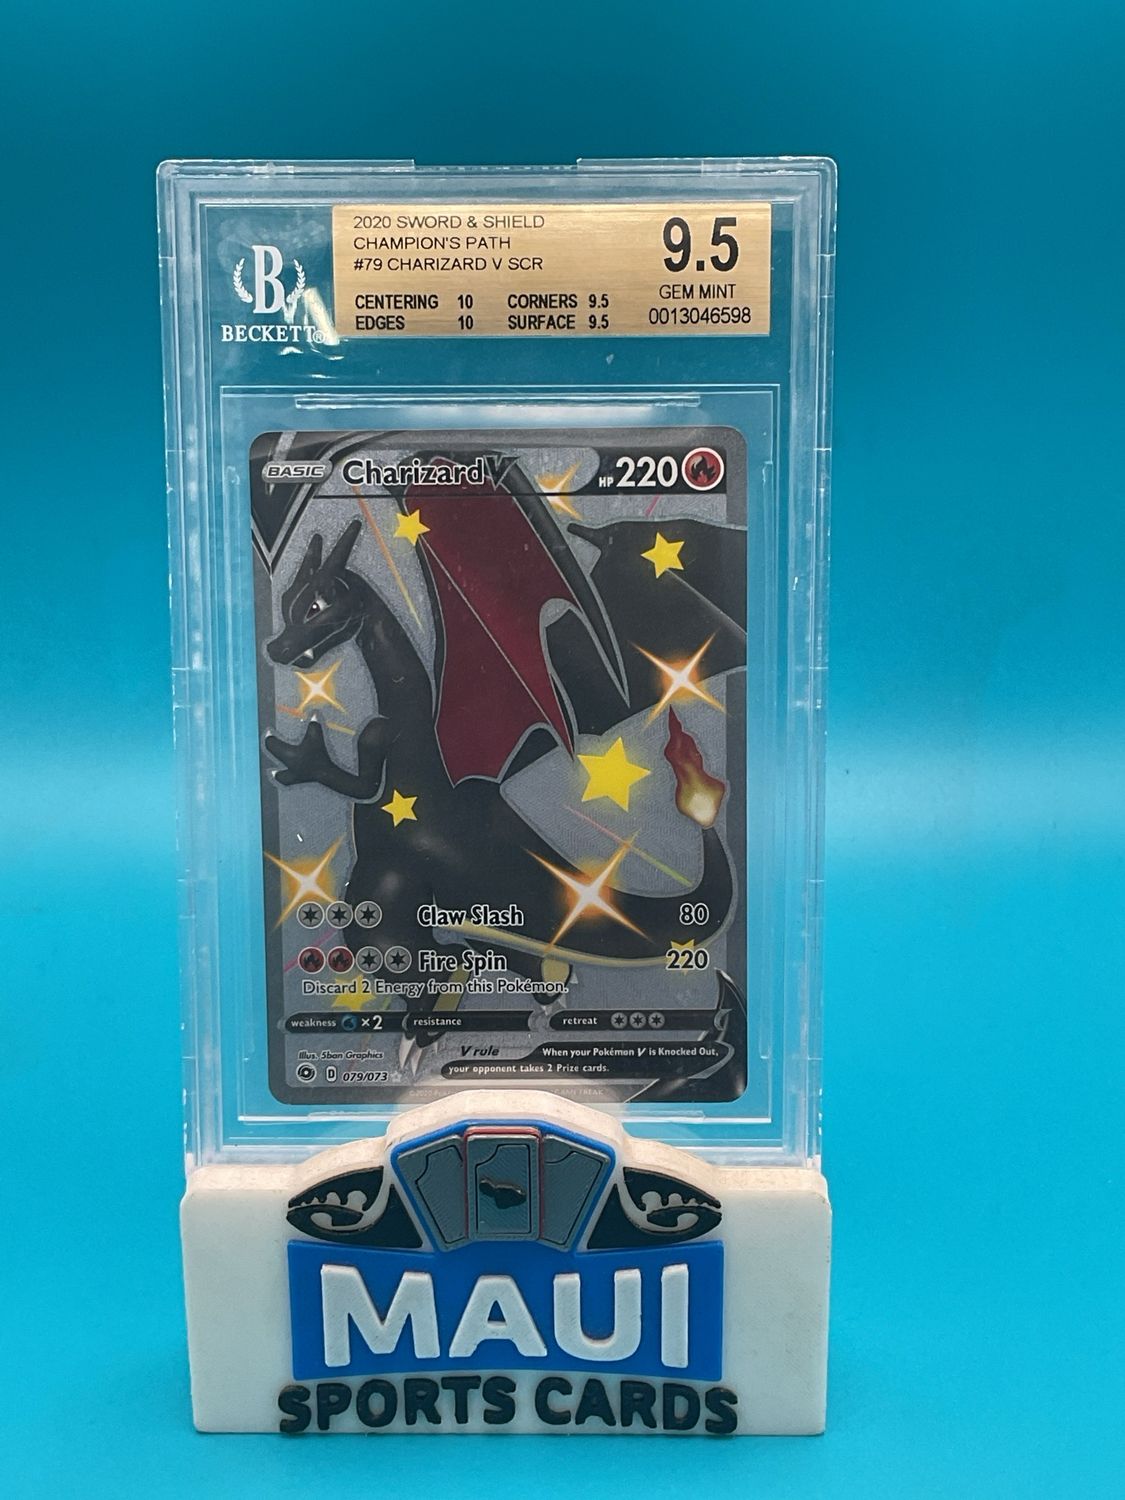 2020 SWORD & SHIELD
CHAMPION'S PATH
#79 CHARIZARD V SCR
9.5
GEM MINT
0013046598
CENTERING 10 CORNERS 9.5
EDGES 10 SURFACE 9.5
B
BECKETT®
BASIC Charizard V HP 220
Claw Slash 80
Fire Spin 220
Discard 2 Energy from this Pokémon.
weakness ×2 resistance retreat
V rule When your Pokémon V is Knocked Out,
your opponent takes 2 Prize cards.
Illus. 5ban Graphics
D 079/073
MAUI
SPORTS CARDS